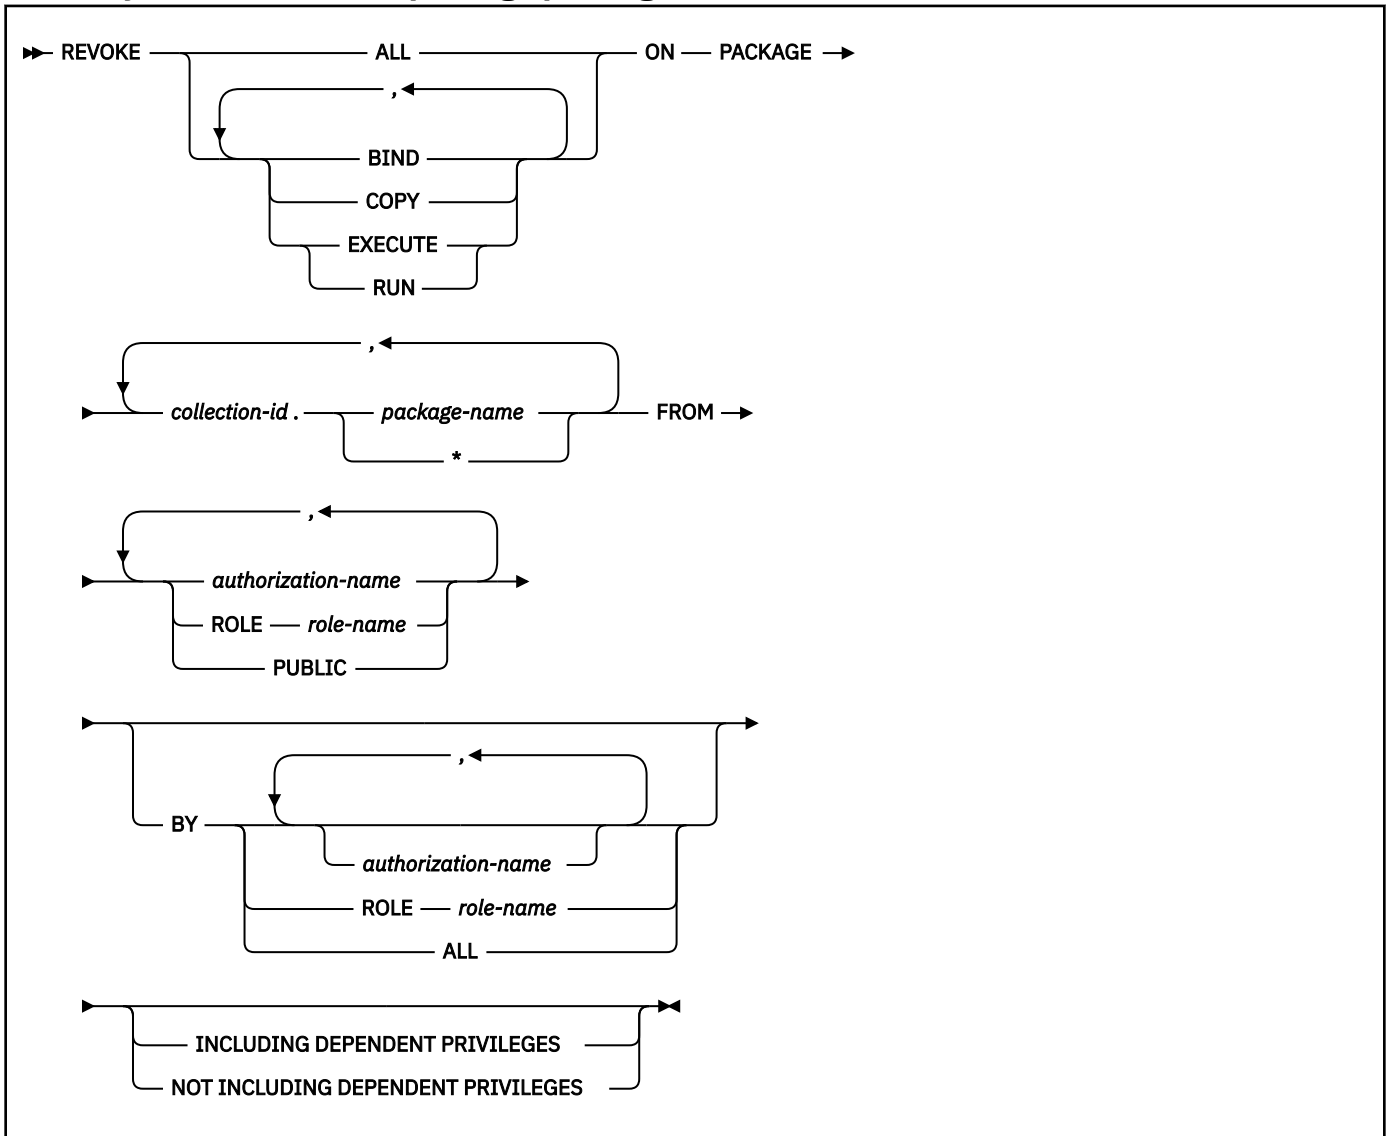 REVOKE ALL ON PACKAGE
,
BIND
COPY
EXECUTE
RUN
,
collection-id . package-name FROM
*
,
authorization-name
ROLE role-name
PUBLIC
,
BY
authorization-name
ROLE role-name
ALL
INCLUDING DEPENDENT PRIVILEGES
NOT INCLUDING DEPENDENT PRIVILEGES